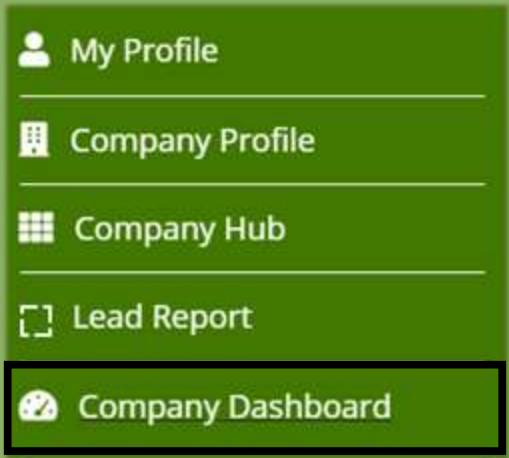 My Profile
Company Profile
Company Hub
Lead Report
Company Dashboard